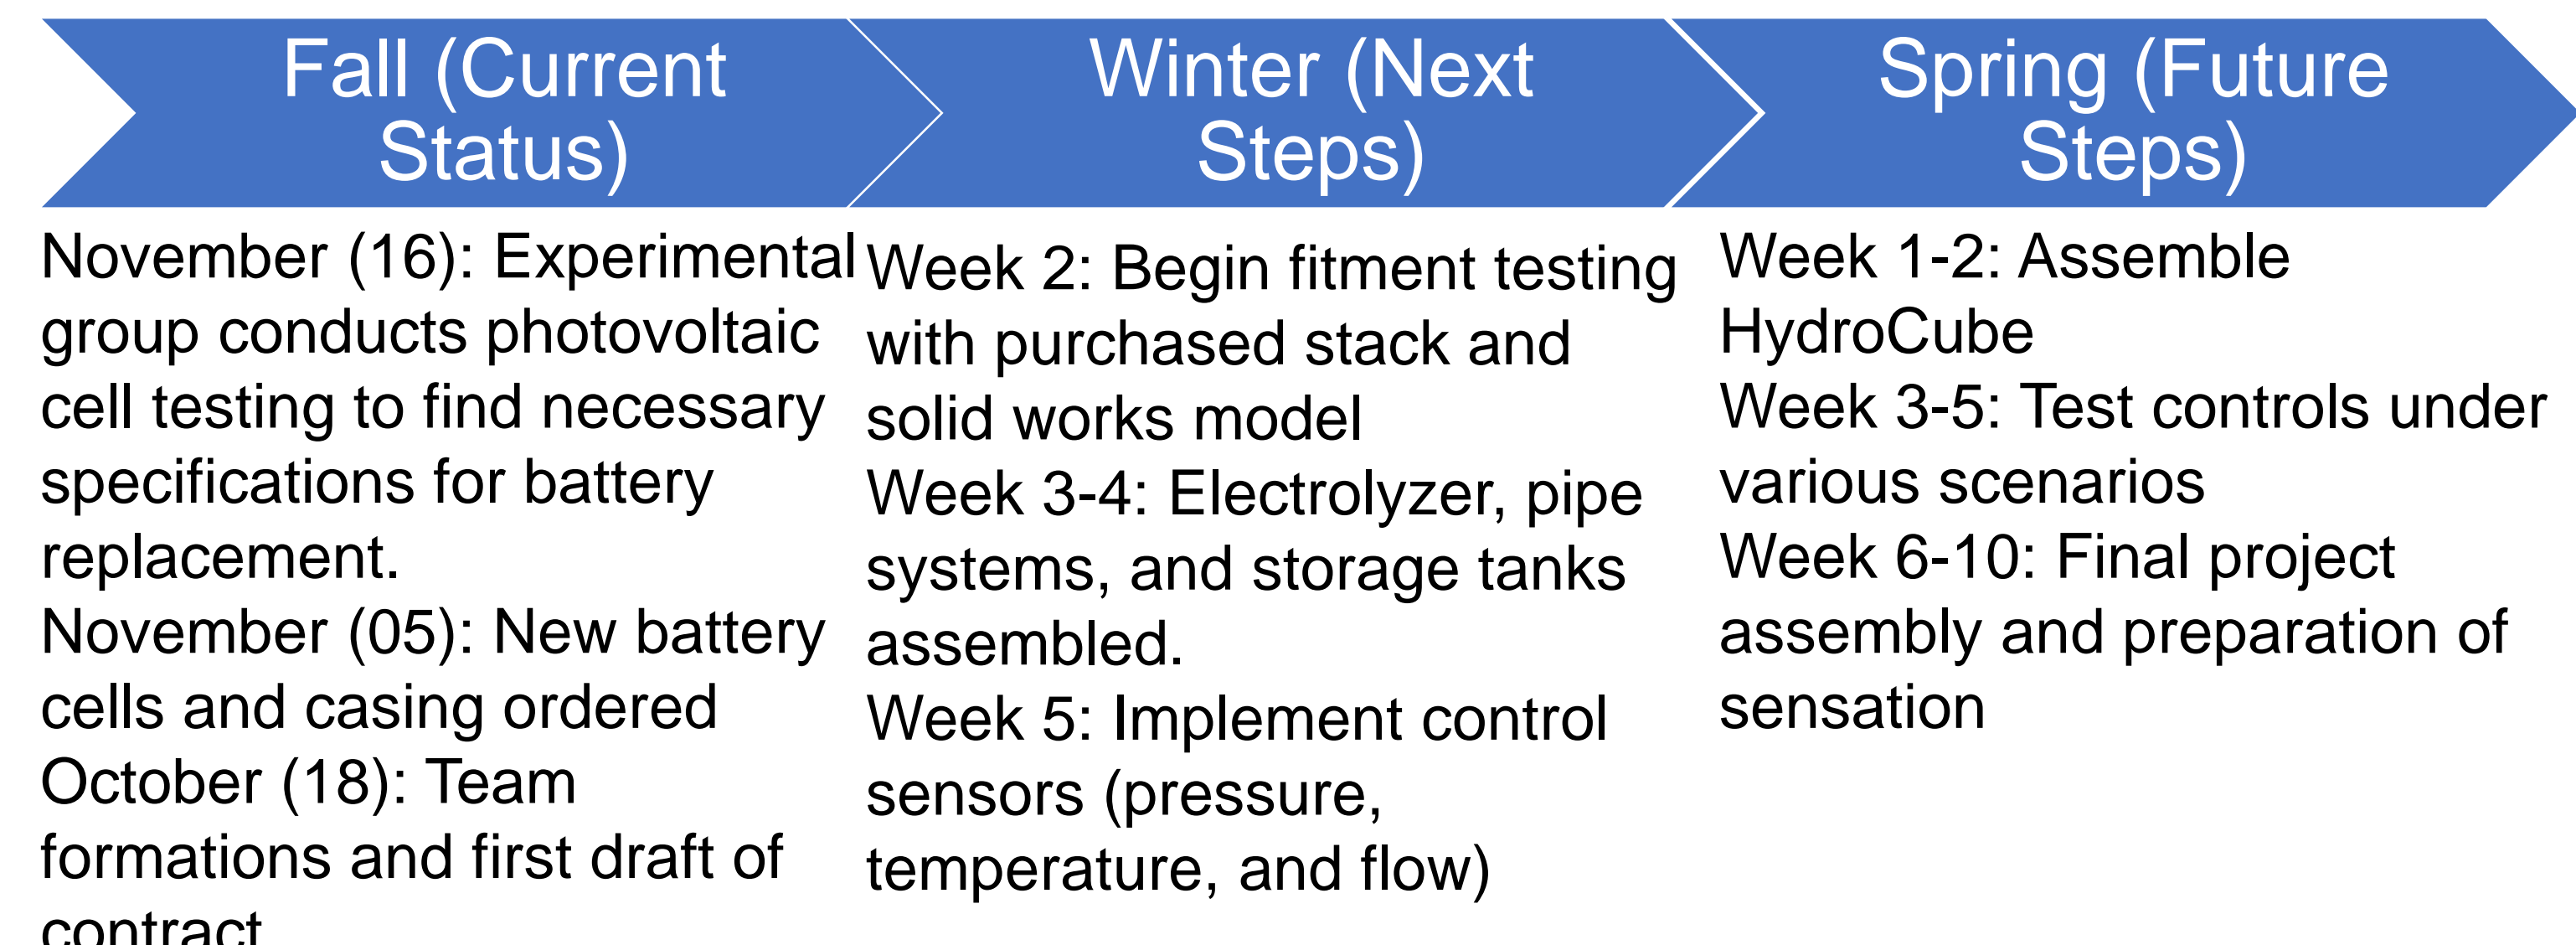 Fall (Current
Status)
November (16): Experimental
group conducts photovoltaic
cell testing to find necessary
specifications for battery
replacement.
November (05): New battery
cells and casing ordered
October (18): Team
formations and first draft of
contract
Winter (Next
Steps)
Week 2: Begin fitment testing
with purchased stack and
solid works model
Week 3-4: Electrolyzer, pipe
systems, and storage tanks
assembled.
Week 5: Implement control
sensors (pressure,
temperature, and flow)
Spring (Future
Steps)
Week 1-2: Assemble
HydroCube
Week 3-5: Test controls under
various scenarios
Week 6-10: Final project
assembly and preparation of
sensation